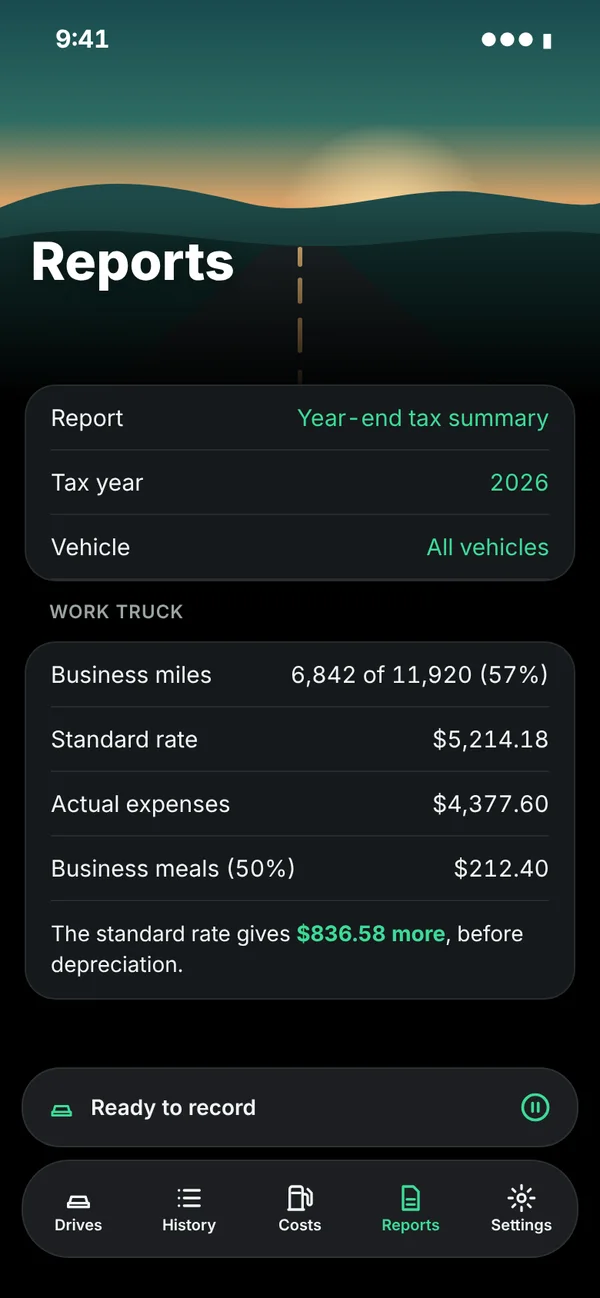 9:41
Reports
Report Year-end tax summary
Tax year 2026
Vehicle All vehicles
WORK TRUCK
Business miles 6,842 of 11,920 (57%)
Standard rate $5,214.18
Actual expenses $4,377.60
Business meals (50%) $212.40
The standard rate gives $836.58 more, before
depreciation.
Ready to record
Drives History Costs Reports Settings